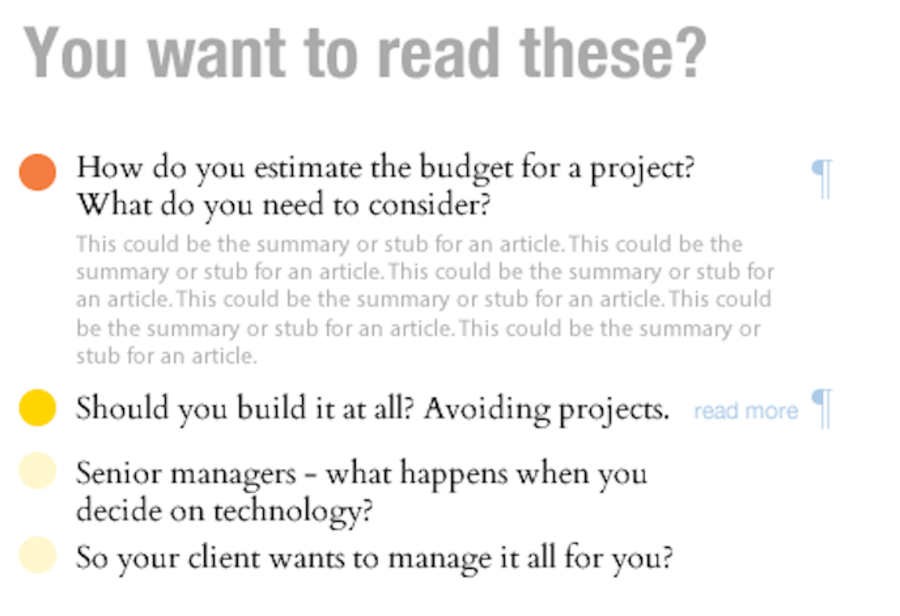 You want to read these?
How do you estimate the budget for a project? ¶
What do you need to consider?
This could be the summary or stub for an article. This could be the
summary or stub for an article. This could be the summary or stub for
an article. This could be the summary or stub for an article. This could
be the summary or stub for an article. This could be the summary or
stub for an article.
Should you build it at all? Avoiding projects. read more ¶
Senior managers - what happens when you
decide on technology?
So your client wants to manage it all for you?